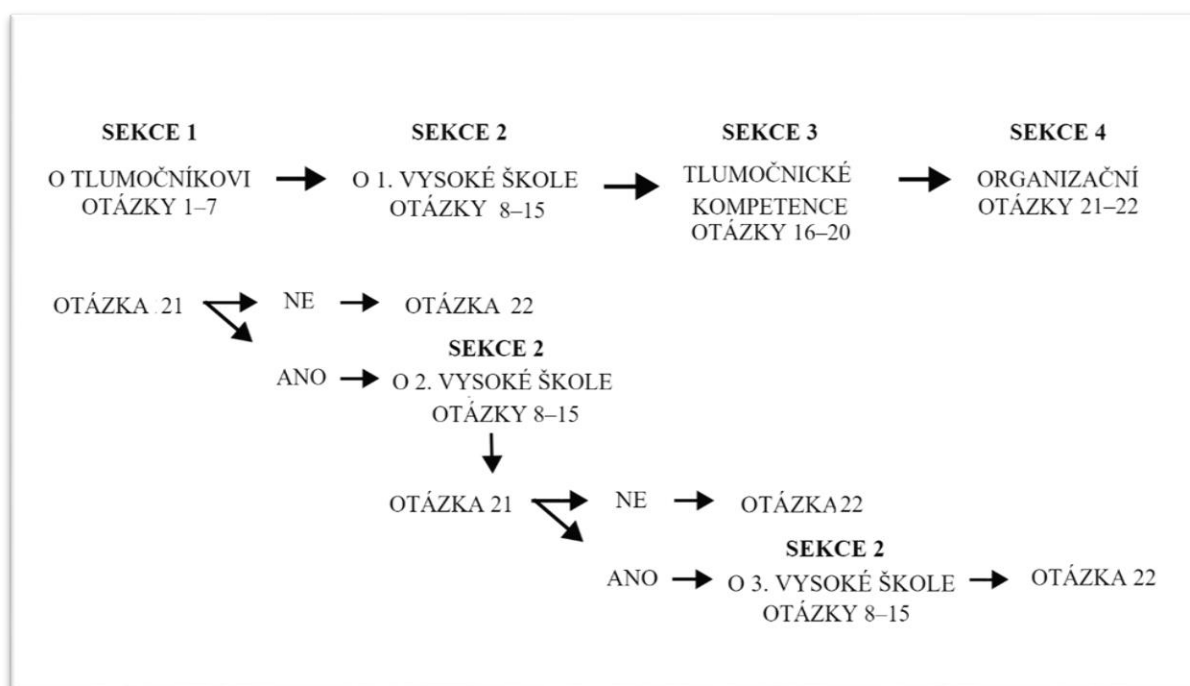 SEKCE 1
O TLUMOČNÍKOVI
OTÁZKY 1–7
SEKCE 2
O 1. VYSOKÉ ŠKOLE
OTÁZKY 8–15
SEKCE 3
TLUMOČNICKÉ
KOMPETENCE
OTÁZKY 16–20
SEKCE 4
ORGANIZAČNÍ
OTÁZKY 21–22
OTÁZKA 21
NE
OTÁZKA 22
ANO
SEKCE 2
O 2. VYSOKÉ ŠKOLE
OTÁZKY 8–15
OTÁZKA 21
NE
OTÁZKA 22
ANO
SEKCE 2
O 3. VYSOKÉ ŠKOLE
OTÁZKY 8–15
OTÁZKA 22